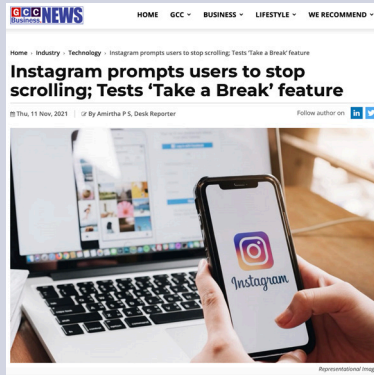 GCC NEWS
Business.
HOME GCC BUSINESS LIFESTYLE WE RECOMMEND
Home › Industry › Technology › Instagram prompts users to stop scrolling; Tests 'Take a Break' feature
Instagram prompts users to stop
scrolling; Tests ‘Take a Break’ feature
Thu, 11 Nov, 2021 By Amirtha P S, Desk Reporter Follow author on in
Instagram
Representational Imag